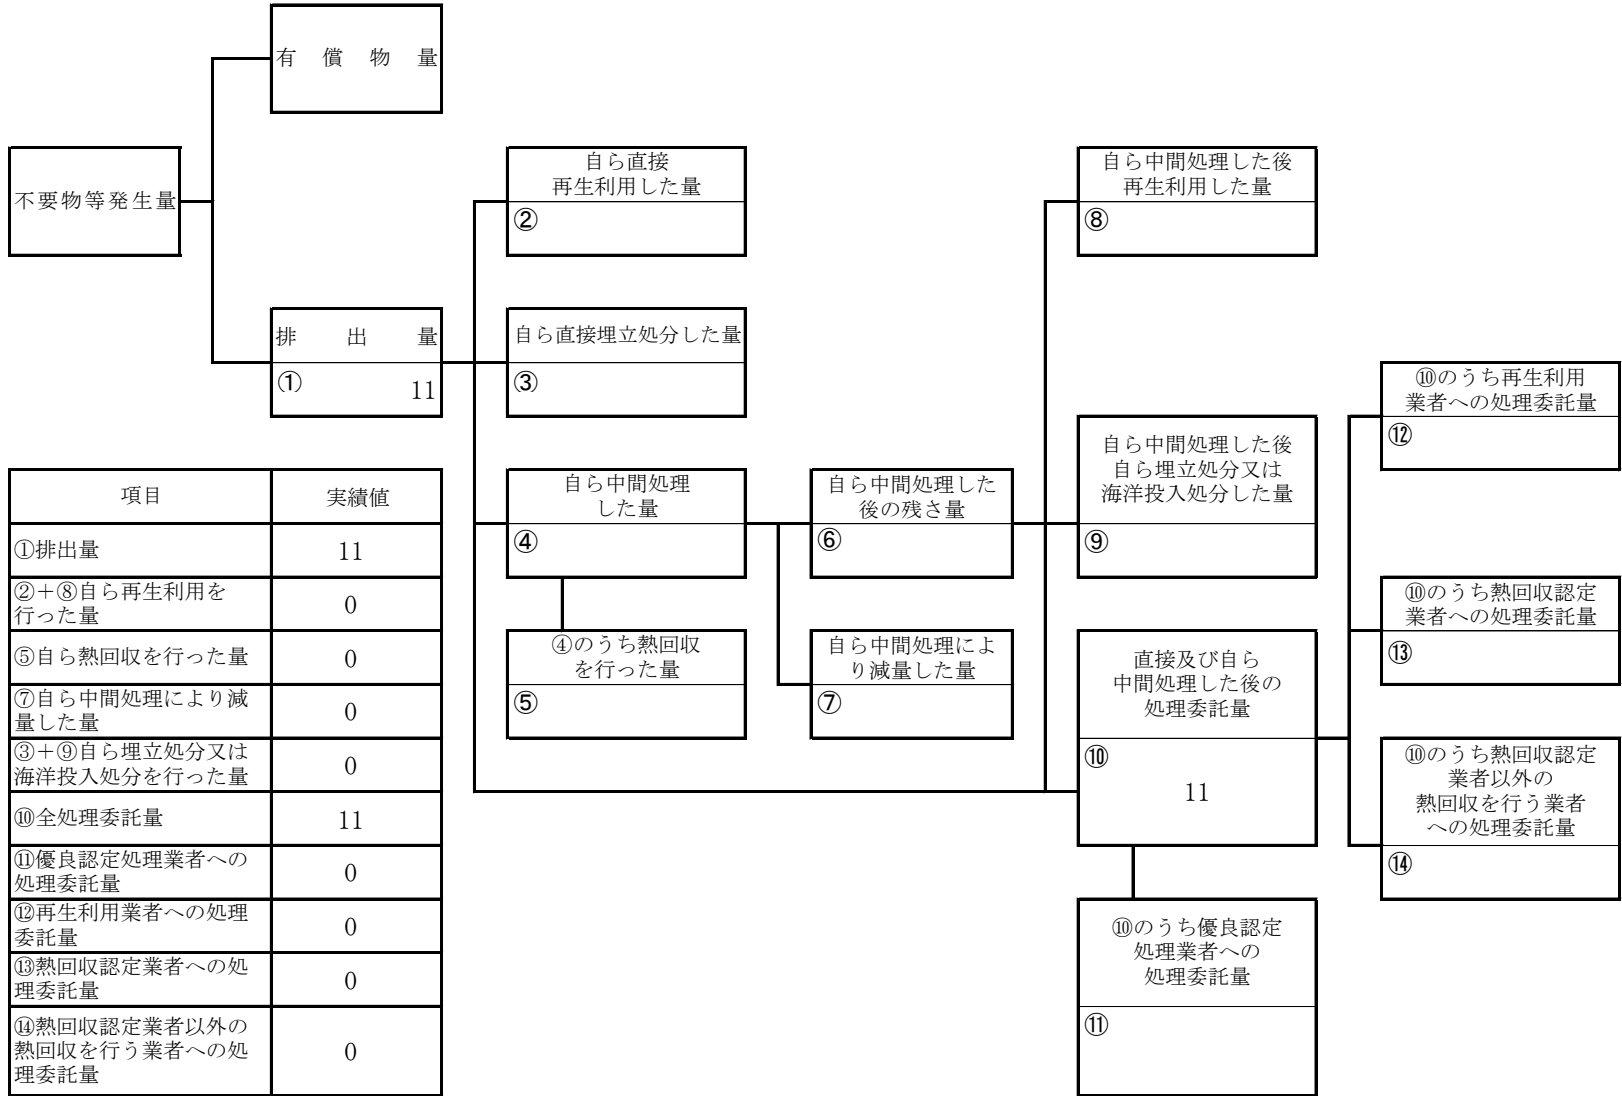 有償物量
不要物等発生量
排出量
① 11
自ら直接
再生利用した量
②
自ら直接埋立処分した量
③
自ら中間処理
した量
④
④のうち熱回収
を行った量
⑤
自ら中間処理した
後の残さ量
⑥
自ら中間処理によ
り減量した量
⑦
自ら中間処理した後
再生利用した量
⑧
自ら中間処理した後
自ら埋立処分又は
海洋投入処分した量
⑨
直接及び自ら
中間処理した後の
処理委託量
⑩
11
⑩のうち優良認定
処理業者への
処理委託量
⑪
⑩のうち再生利用
業者への処理委託量
⑫
⑩のうち熱回収認定
業者への処理委託量
⑬
⑩のうち熱回収認定
業者以外の
熱回収を行う業者
への処理委託量
⑭
項目 実績値
①排出量 11
②+⑧自ら再生利用を
行った量 0
⑤自ら熱回収を行った量 0
⑦自ら中間処理により減
量した量 0
③+⑨自ら埋立処分又は
海洋投入処分を行った量 0
⑩全処理委託量 11
⑪優良認定処理業者への
処理委託量 0
⑫再生利用業者への処理
委託量 0
⑬熱回収認定業者への処
理委託量 0
⑭熱回収認定業者以外の
熱回収を行う業者への処
理委託量 0